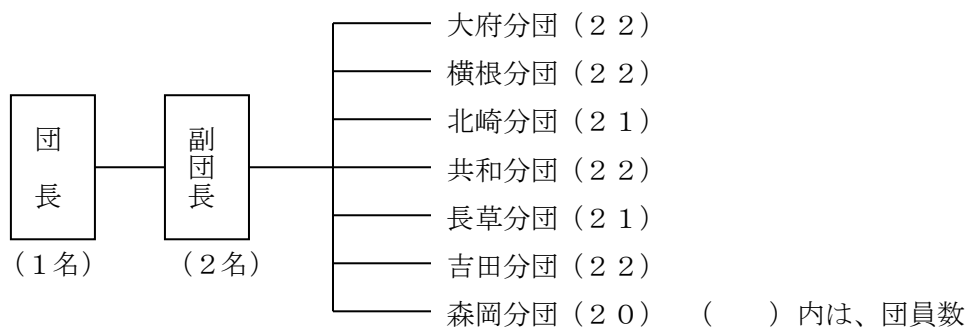 団長
(1名)
副団長
(2名)
大府分団(22)
横根分団(22)
北崎分団(21)
共和分団(22)
長草分団(21)
吉田分団(22)
森岡分団(20) ( )内は、団員数